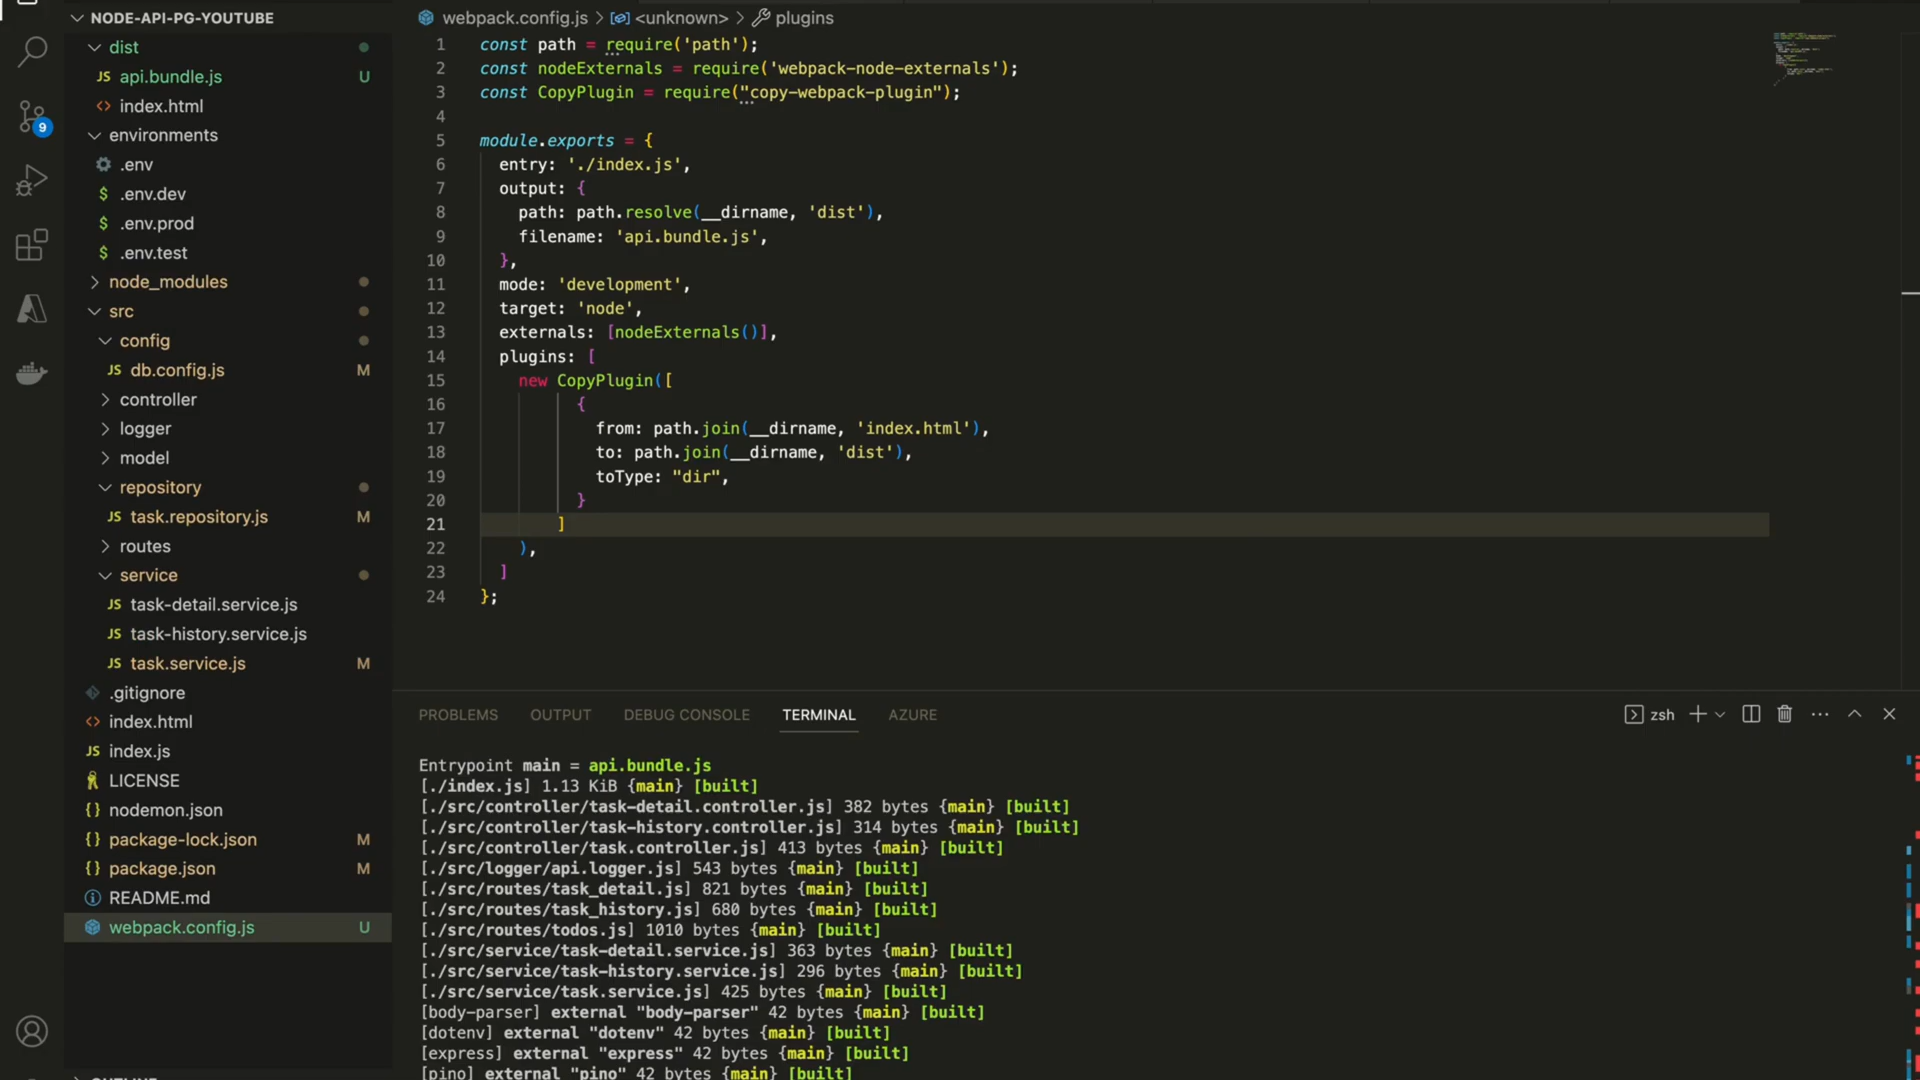 NODE-API-PG-YOUTUBE
dist
JS api.bundle.js U
<> index.html
environments
.env
$ .env.dev
$ .env.prod
$ .env.test
node_modules
src
config
JS db.config.js M
controller
logger
model
repository
JS task.repository.js M
routes
service
JS task-detail.service.js
JS task-history.service.js
JS task.service.js M
.gitignore
<> index.html
JS index.js
LICENSE
{} nodemon.json
{} package-lock.json M
{} package.json M
README.md
webpack.config.js U
9
webpack.config.js > <unknown> > plugins
1 const path = require('path');
2 const nodeExternals = require('webpack-node-externals');
3 const CopyPlugin = require("copy-webpack-plugin");
4
5 module.exports = {
6 entry: './index.js',
7 output: {
8 path: path.resolve(__dirname, 'dist'),
9 filename: 'api.bundle.js',
10 },
11 mode: 'development',
12 target: 'node',
13 externals: [nodeExternals()],
14 plugins: [
15 new CopyPlugin([
16 {
17 from: path.join(__dirname, 'index.html'),
18 to: path.join(__dirname, 'dist'),
19 toType: "dir",
20 }
21 ]
22 ),
23 ]
24 };
PROBLEMS OUTPUT DEBUG CONSOLE TERMINAL AZURE
zsh
Entrypoint main = api.bundle.js
[./index.js] 1.13 KiB {main} [built]
[./src/controller/task-detail.controller.js] 382 bytes {main} [built]
[./src/controller/task-history.controller.js] 314 bytes {main} [built]
[./src/controller/task.controller.js] 413 bytes {main} [built]
[./src/logger/api.logger.js] 543 bytes {main} [built]
[./src/routes/task_detail.js] 821 bytes {main} [built]
[./src/routes/task_history.js] 680 bytes {main} [built]
[./src/routes/todos.js] 1010 bytes {main} [built]
[./src/service/task-detail.service.js] 363 bytes {main} [built]
[./src/service/task-history.service.js] 296 bytes {main} [built]
[./src/service/task.service.js] 425 bytes {main} [built]
[body-parser] external "body-parser" 42 bytes {main} [built]
[dotenv] external "dotenv" 42 bytes {main} [built]
[express] external "express" 42 bytes {main} [built]
[pino] external "pino" 42 bytes {main} [built]